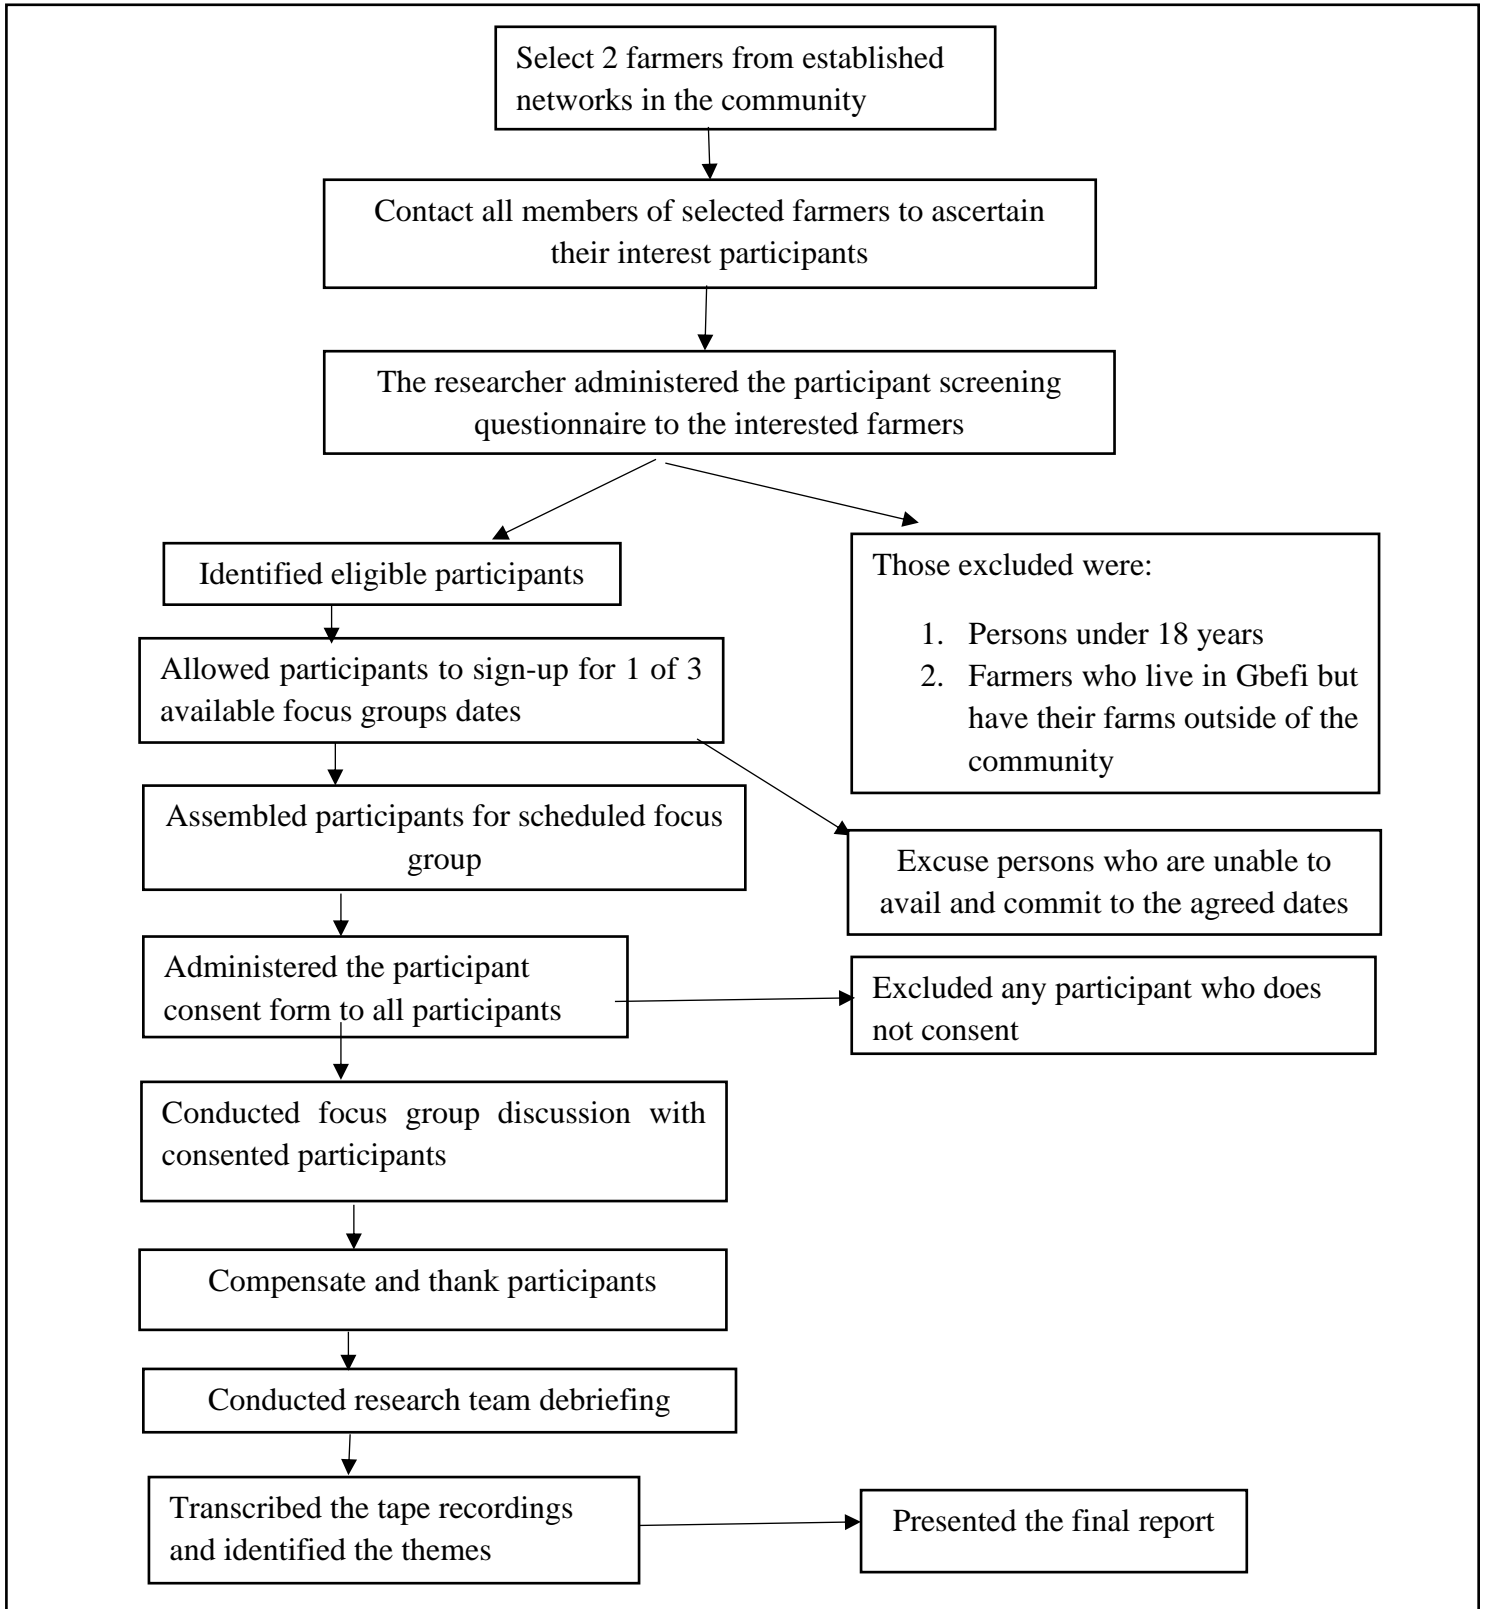 Select 2 farmers from established
networks in the community
Contact all members of selected farmers to ascertain
their interest participants
The researcher administered the participant screening
questionnaire to the interested farmers
Identified eligible participants
Those excluded were:
1. Persons under 18 years
2. Farmers who live in Gbefi but
have their farms outside of the
community
Allowed participants to sign-up for 1 of 3
available focus groups dates
Assembled participants for scheduled focus
group
Excuse persons who are unable to
avail and commit to the agreed dates
Administered the participant
consent form to all participants
Excluded any participant who does
not consent
Conducted focus group discussion with
consented participants
Compensate and thank participants
Conducted research team debriefing
Transcribed the tape recordings
and identified the themes
Presented the final report